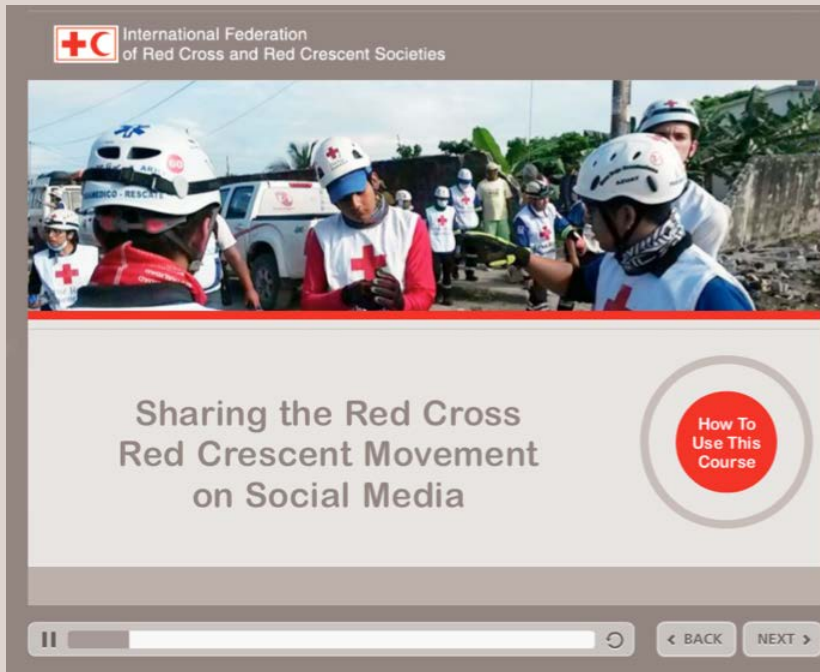 International Federation
of Red Cross and Red Crescent Societies
MEDICO - RESCATE
Sharing the Red Cross
Red Crescent Movement
on Social Media
How To
Use This
Course
BACK
NEXT